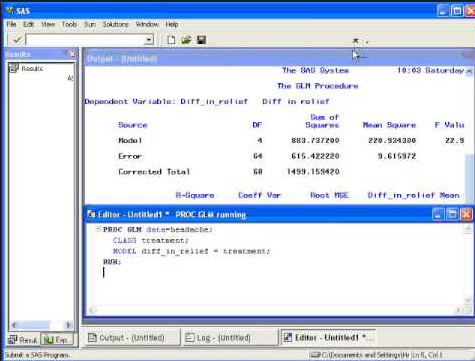 SAS
File Edit View Tools Run Solutions Window Help
Results
Results
Output - (Untitled)
The SAS System 10:03 Saturday
The GLM Procedure
Dependent Variable: Diff_in_relief Diff in relief
Sum of
Source DF Squares Mean Square F Valu
Model 4 883.737200 220.934300 22.9
Error 64 615.422220 9.615972
Corrected Total 68 1499.159420
R-Square Coeff Var Root MSE Diff_in_relief Mean
Editor - Untitled1 * PROC GLM running
PROC GLM data=headache;
CLASS treatment;
MODEL diff_in_relief = treatment;
RUN;
Resul Exp...
Output - (Untitled) Log - (Untitled) Editor - Untitled1 *...
Submit a SAS Program. C:\Documents and Settings\H Ln 5, Col 1